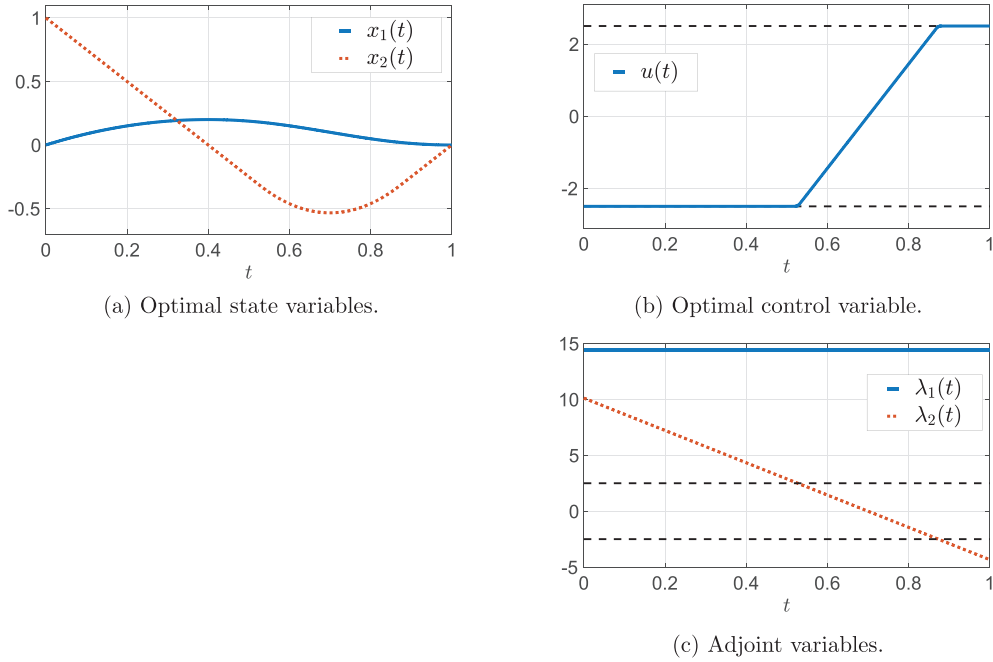 1
0.5
0
-0.5
x₁(t)
x₂(t)
0 0.2 0.4 0.6 0.8 1
t
(a) Optimal state variables.
2
0
-2
u(t)
0 0.2 0.4 0.6 0.8 1
t
(b) Optimal control variable.
15
10
5
0
-5
λ₁(t)
λ₂(t)
0 0.2 0.4 0.6 0.8 1
t
(c) Adjoint variables.